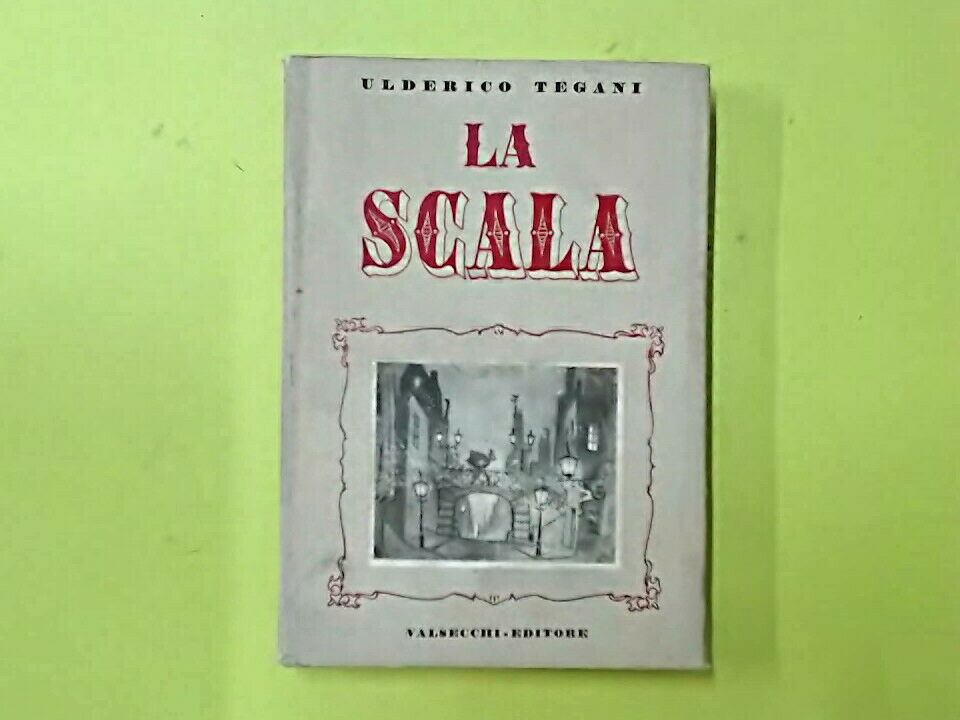 ULDERICO TEGANI
LA
SCALA
VALSECCHI-EDITORE